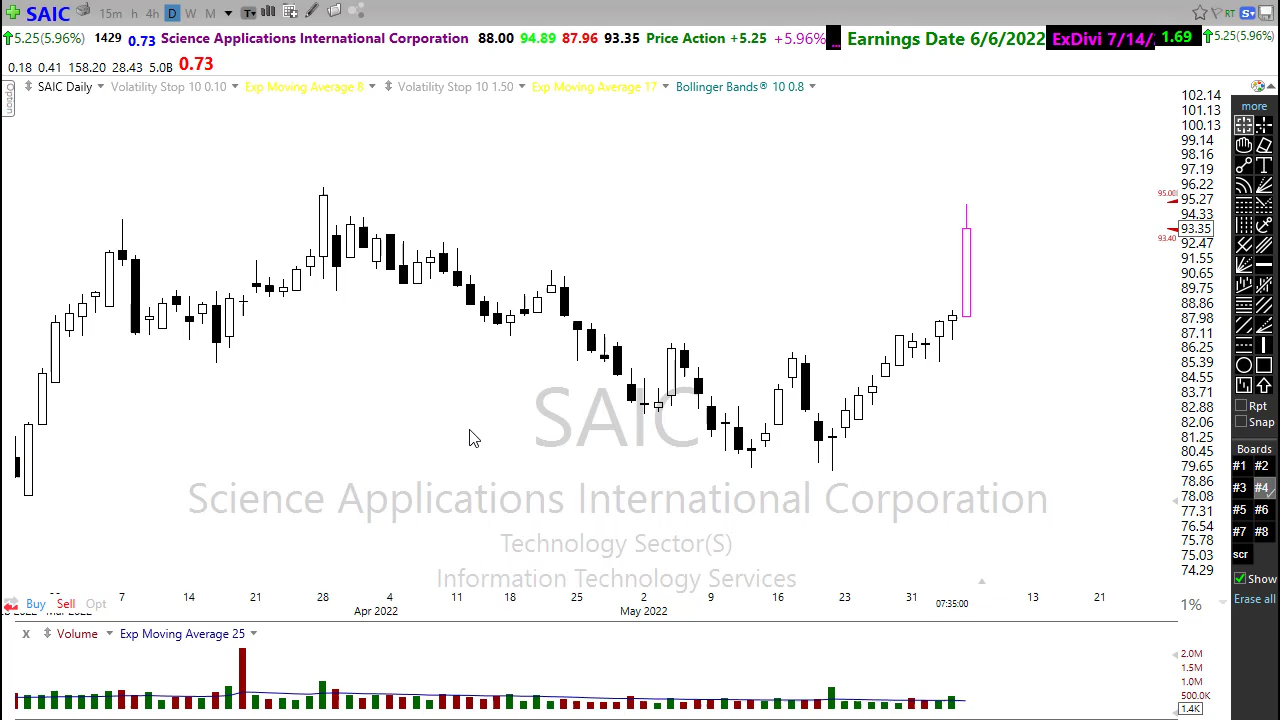 SAIC 15m h 4h D W M T S RT
5.25(5.96%) 1429 0.73 Science Applications International Corporation 88.00 94.89 87.96 93.35 Price Action +5.25 +5.96% ... Earnings Date 6/6/2022 ExDivi 7/14/ 1.69 5.25(5.96%)
0.18 0.41 158.20 28.43 5.0B 0.73
Option
SAIC Daily Volatility Stop 10 0.10 Exp Moving Average 8 Volatility Stop 10 1.50 Exp Moving Average 17 Bollinger Bands® 10 0.8
102.14
101.13
100.13
99.14
98.16
97.19
96.22
95.27
94.33
93.35
92.47
91.55
90.65
89.75
88.86
87.98
87.11
86.25
85.39
84.55
83.71
82.88
82.06
81.25
80.45
79.65
78.86
78.08
77.31
76.54
75.78
75.03
74.29
95.00
93.40
SAIC
Science Applications International Corporation
Technology Sector(S)
Information Technology Services
7 14 21 28 4 11 18 25 2 9 16 23 31 13 21
Apr 2022 May 2022 07:35:00
Buy Sell Opt 1%
x Volume Exp Moving Average 25
2.0M
1.5M
1.0M
500.0K
1.4K
more
T
Rpt
Snap
Boards
#1 #2
#3 #4
#5 #6
#7 #8
scr
Show
Erase all